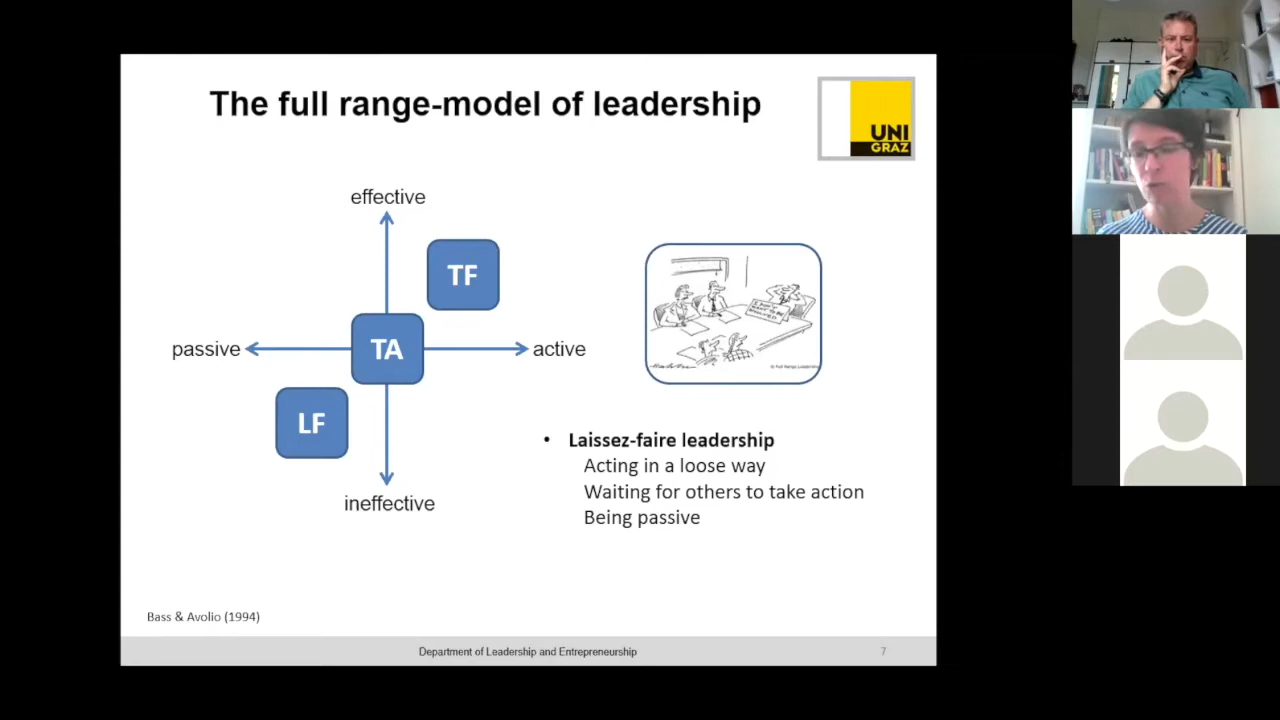 The full range-model of leadership
UNI
GRAZ
effective
TF
passive
TA
active
LF
ineffective
• Laissez-faire leadership
Acting in a loose way
Waiting for others to take action
Being passive
Bass & Avolio (1994)
Department of Leadership and Entrepreneurship
7